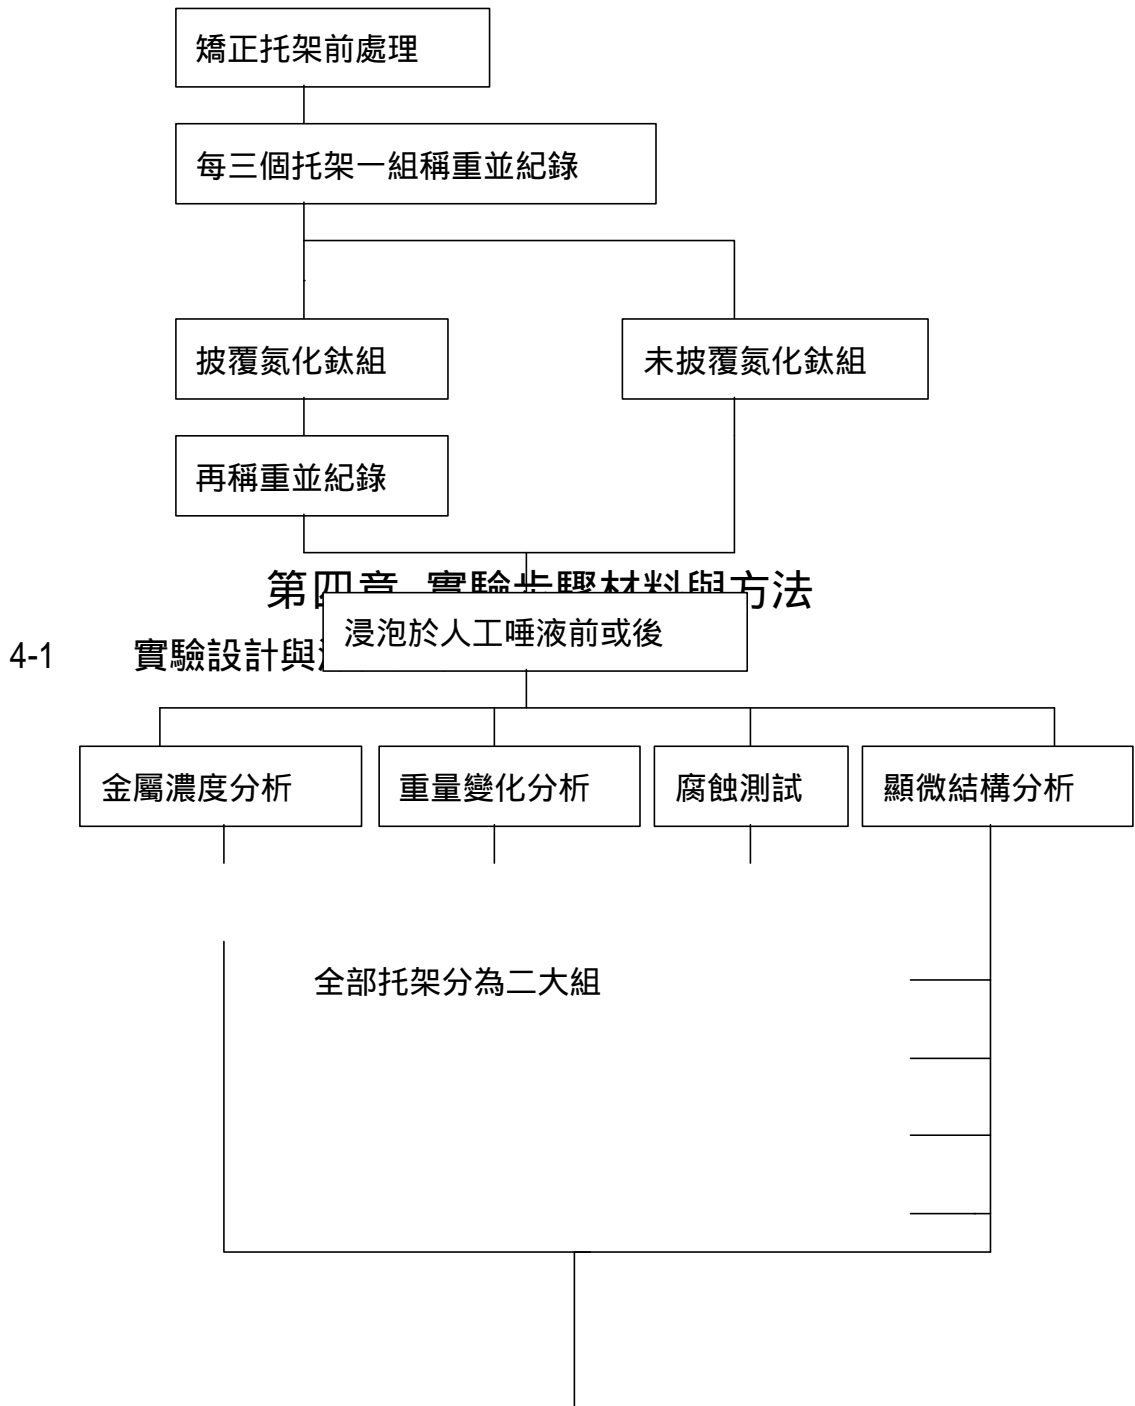 矯正托架前處理
每三個托架一組稱重並紀錄
披覆氮化鈦組
未披覆氮化鈦組
再稱重並紀錄
第四章 實驗步驟材料與方法
浸泡於人工唾液前或後
4-1 實驗設計與
金屬濃度分析
重量變化分析
腐蝕測試
顯微結構分析
全部托架分為二大組